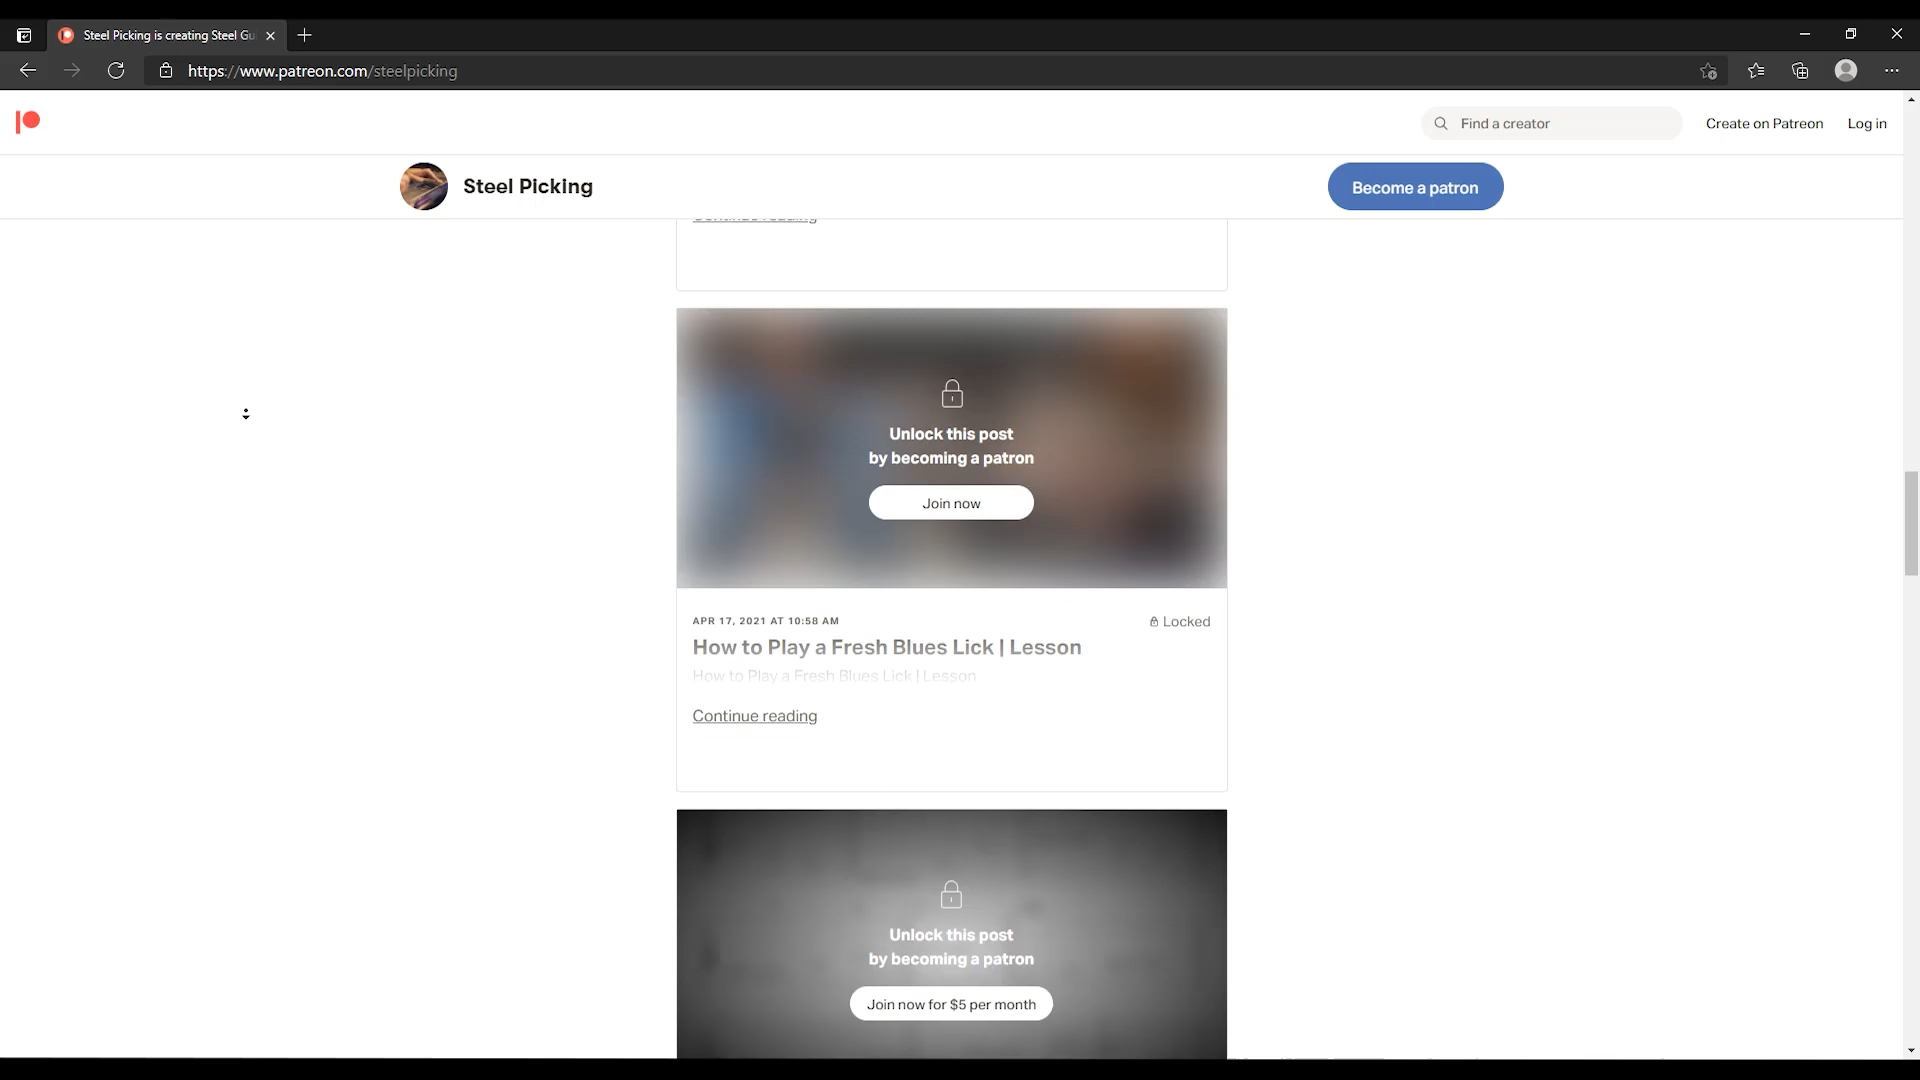 Steel Picking is creating Steel Gu
https://www.patreon.com/steelpicking
Find a creator
Create on Patreon
Log in
Steel Picking
Become a patron
Continue reading
Unlock this post
by becoming a patron
Join now
APR 17, 2021 AT 10:58 AM
Locked
How to Play a Fresh Blues Lick | Lesson
How to Play a Fresh Blues Lick | Lesson
Continue reading
Unlock this post
by becoming a patron
Join now for $5 per month